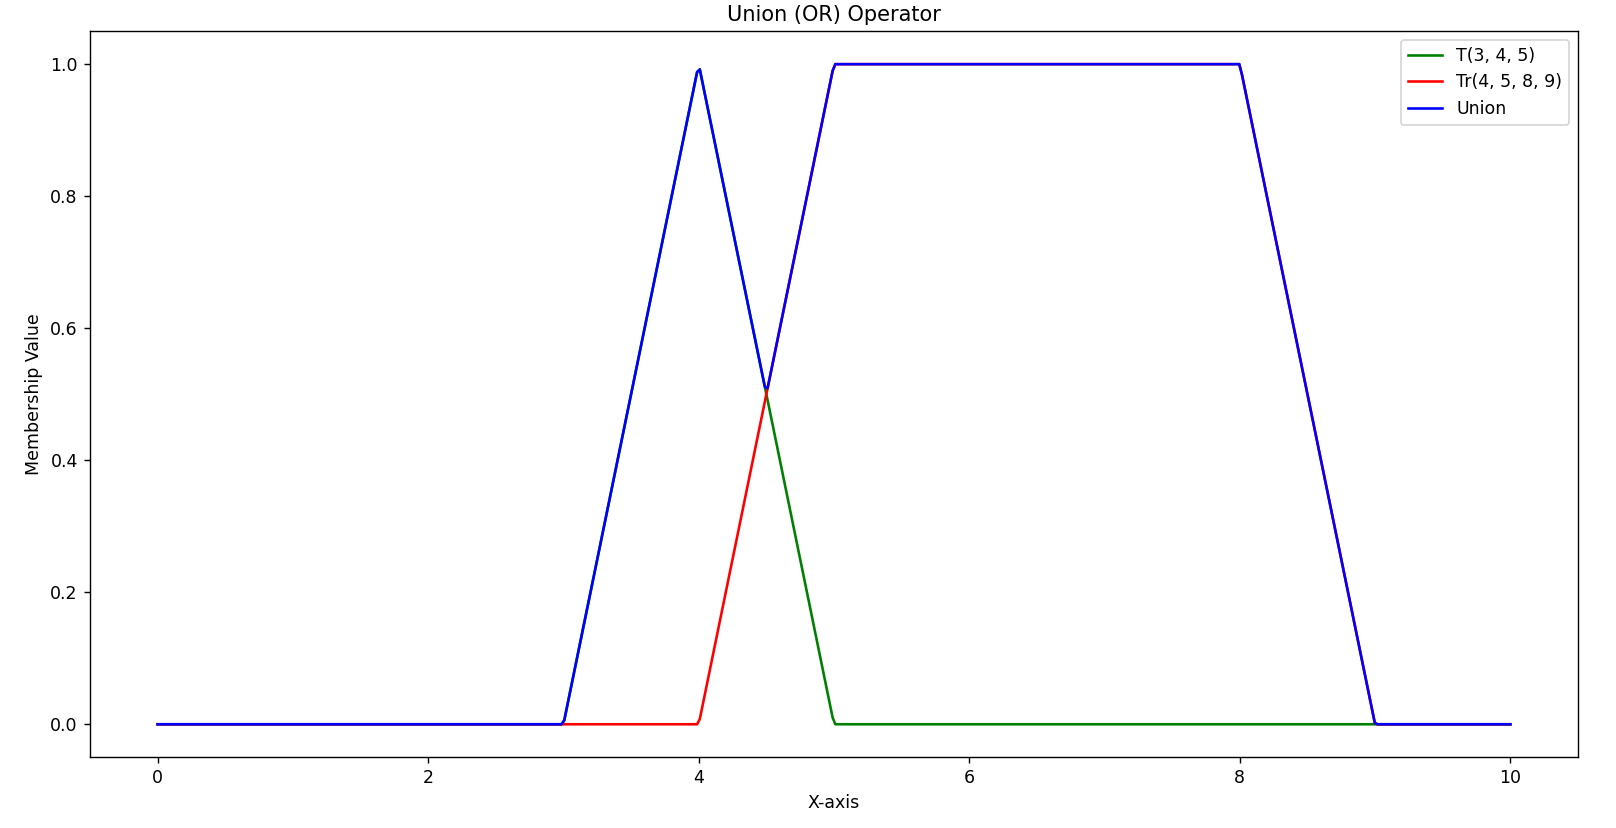 Union (OR) Operator
T(3, 4, 5)
Tr(4, 5, 8, 9)
Union
1.0
0.8
0.6
0.4
0.2
0.0
Membership Value
0 2 4 6 8 10
X-axis